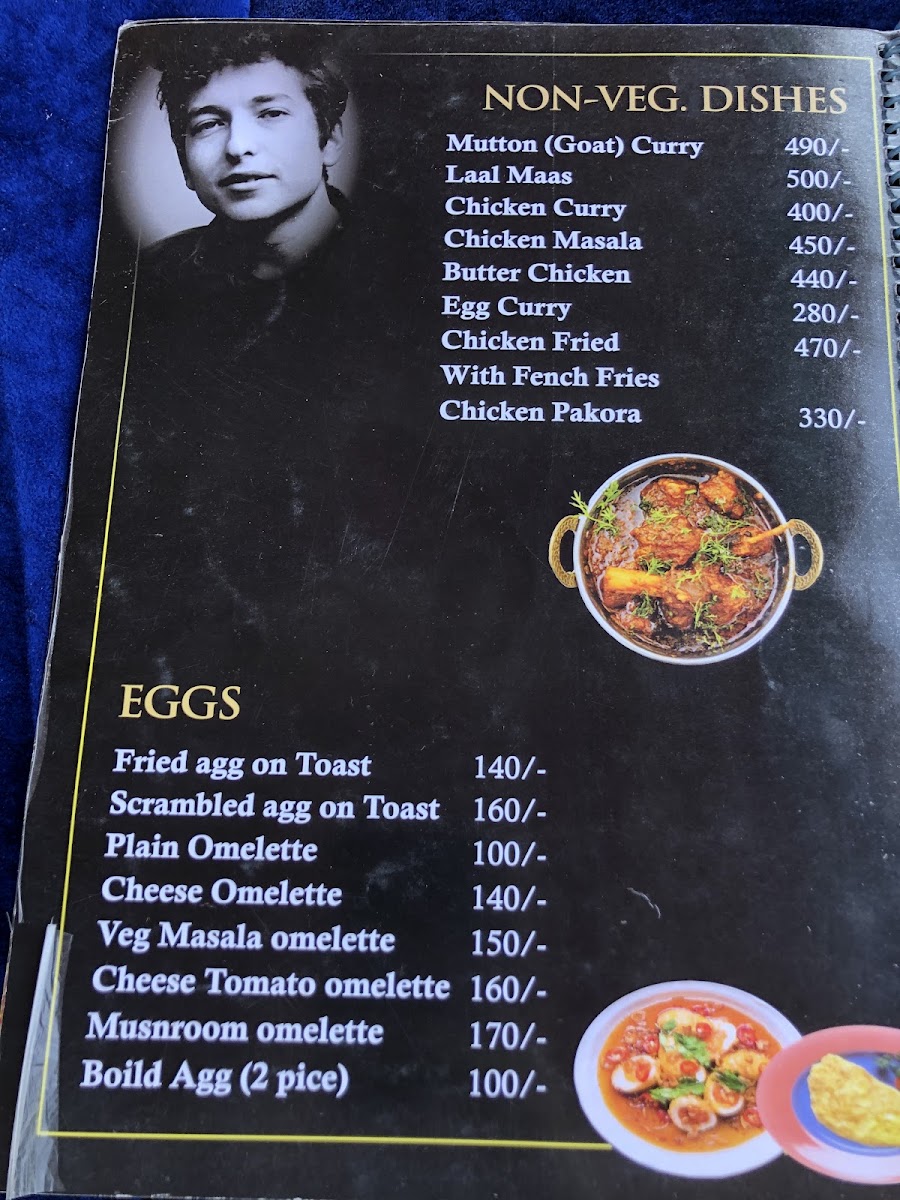 NON-VEG. DISHES
Mutton (Goat) Curry 490/-
Laal Maas 500/-
Chicken Curry 400/-
Chicken Masala 450/-
Butter Chicken 440/-
Egg Curry 280/-
Chicken Fried 470/-
With Fench Fries
Chicken Pakora 330/-
EGGS
Fried agg on Toast 140/-
Scrambled agg on Toast 160/-
Plain Omelette 100/-
Cheese Omelette 140/-
Veg Masala omelette 150/-
Cheese Tomato omelette 160/-
Musnroom omelette 170/-
Boild Agg (2 pice) 100/-